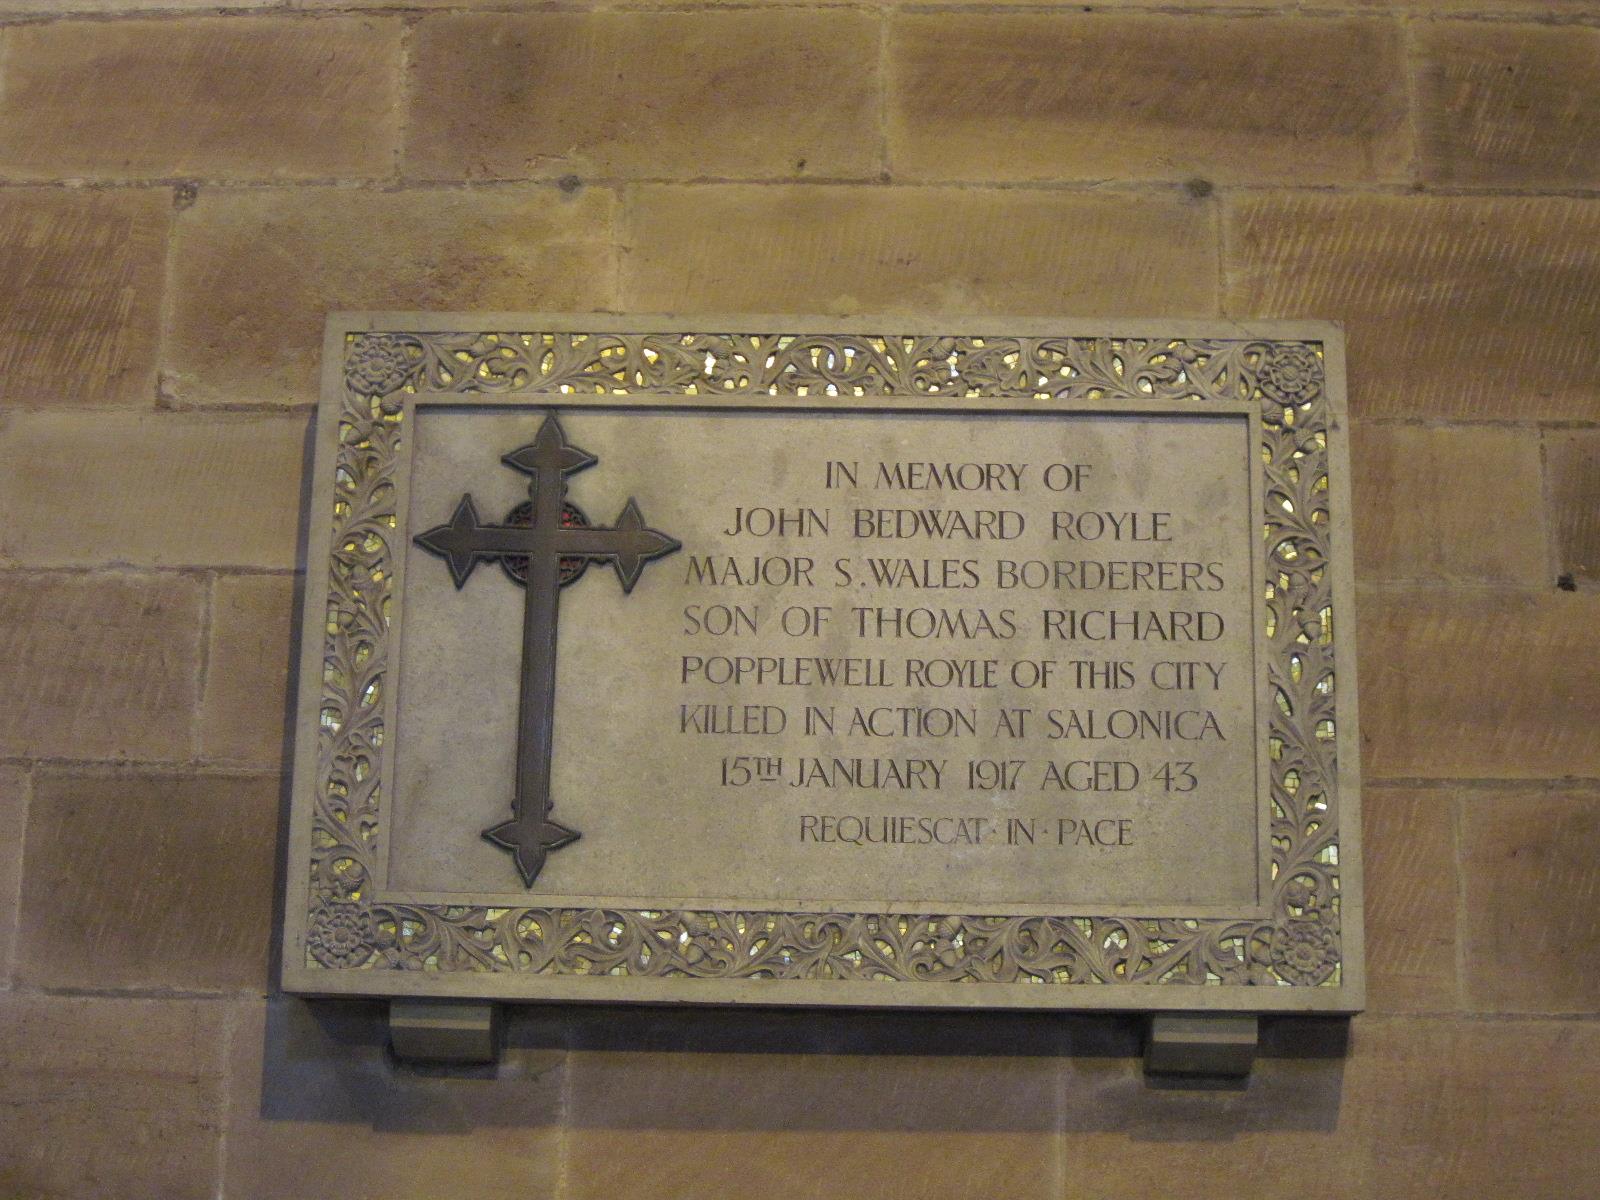 IN MEMORY OF
JOHN BEDWARD ROYLE
MAJOR S.WALES BORDERERS
SON OF THOMAS RICHARD
POPPLEWELL ROYLE OF THIS CITY
KILLED IN ACTION AT SALONICA
15TH JANUARY 1917 AGED 43
REQUIESCAT · IN · PACE